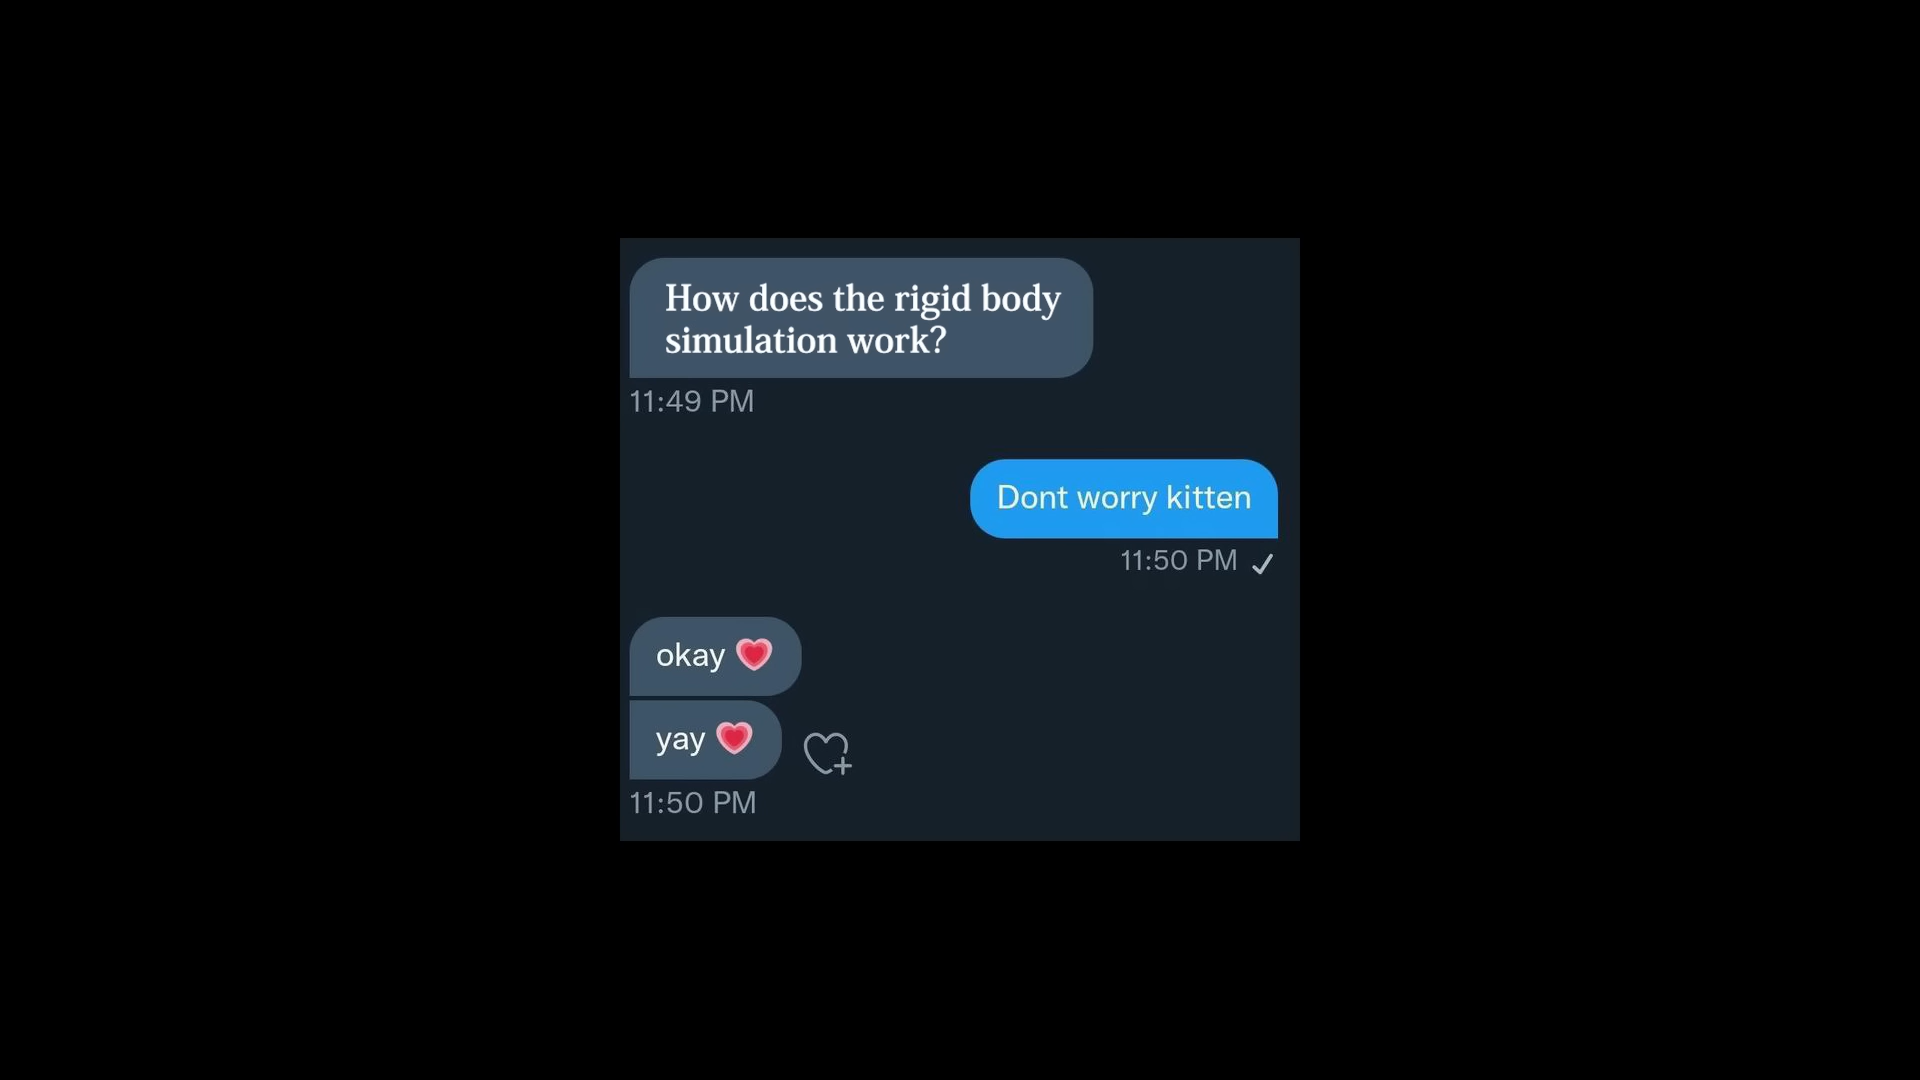 How does the rigid body
simulation work?
11:49 PM
Dont worry kitten
11:50 PM
okay 💗
yay 💗
11:50 PM